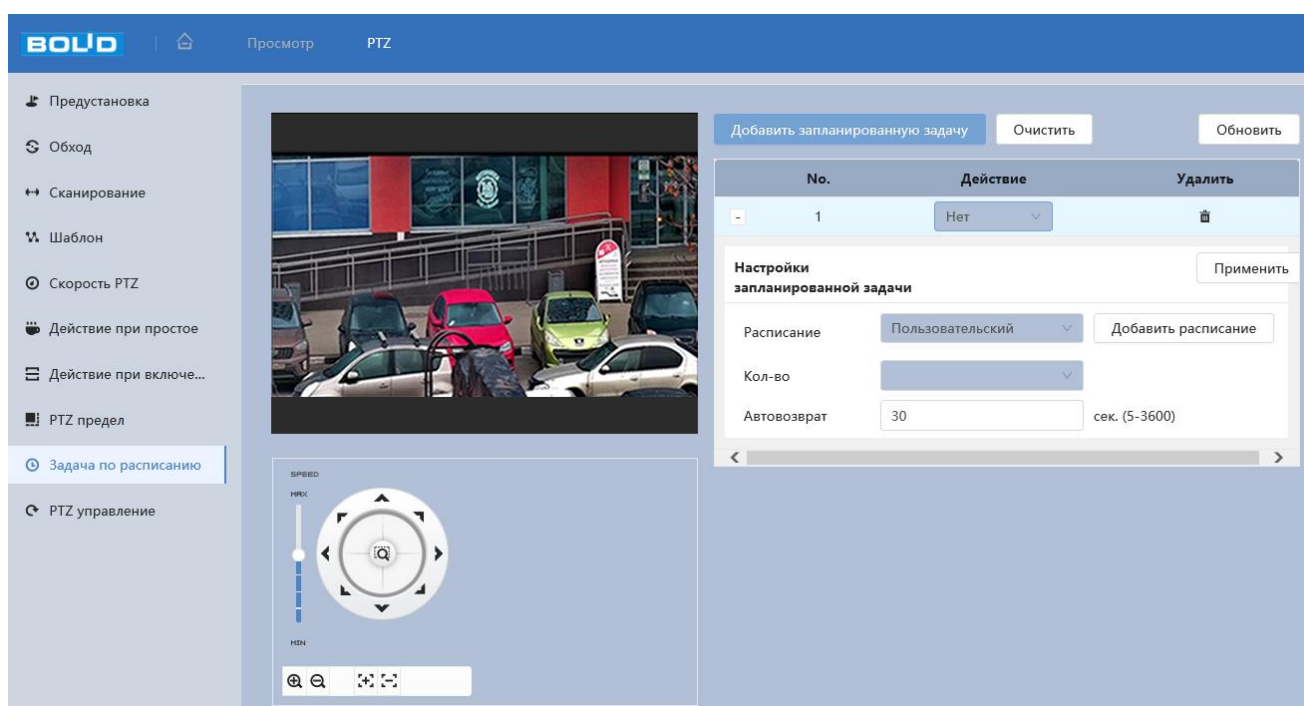 BOLID
Просмотр
PTZ
Предустановка
Обход
Сканирование
Шаблон
Скорость PTZ
Действие при простое
Действие при включе...
PTZ предел
Задача по расписанию
PTZ управление
SPEED
MAX
MIN
Добавить запланированную задачу
Очистить
Обновить
No. Действие Удалить
- 1 Нет
Настройки
запланированной задачи
Применить
Расписание Пользовательский Добавить расписание
Кол-во
Автовозврат 30 сек. (5-3600)